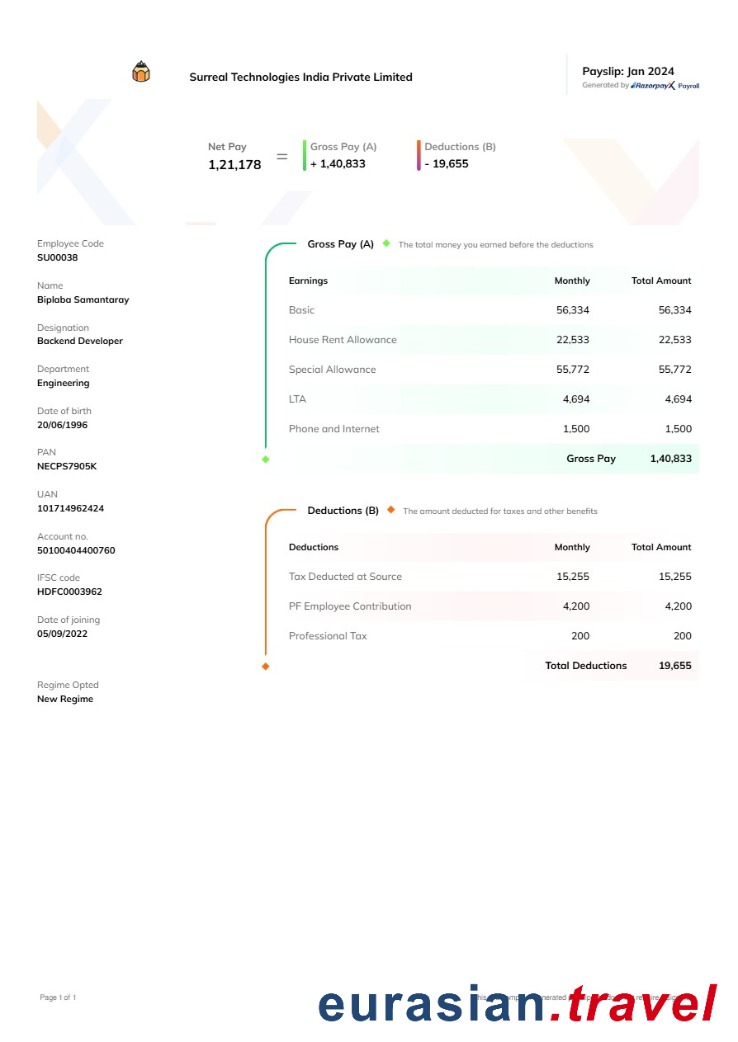 Surreal Technologies India Private Limited
Payslip: Jan 2024
Generated by RazorpayX Payroll
Net Pay = Gross Pay (A) Deductions (B)
1,21,178 + 1,40,833 - 19,655
Employee Code
SU00038
Name
Biplaba Samantaray
Designation
Backend Developer
Department
Engineering
Date of birth
20/06/1996
PAN
NECPS7905K
UAN
101714962424
Account no.
50100404400760
IFSC code
HDFC0003962
Date of joining
05/09/2022
Regime Opted
New Regime
Gross Pay (A) The total money you earned before the deductions
Earnings Monthly Total Amount
Basic 56,334 56,334
House Rent Allowance 22,533 22,533
Special Allowance 55,772 55,772
LTA 4,694 4,694
Phone and Internet 1,500 1,500
Gross Pay 1,40,833
Deductions (B) The amount deducted for taxes and other benefits
Deductions Monthly Total Amount
Tax Deducted at Source 15,255 15,255
PF Employee Contribution 4,200 4,200
Professional Tax 200 200
Total Deductions 19,655
Page 1 of 1
eurasian.travel